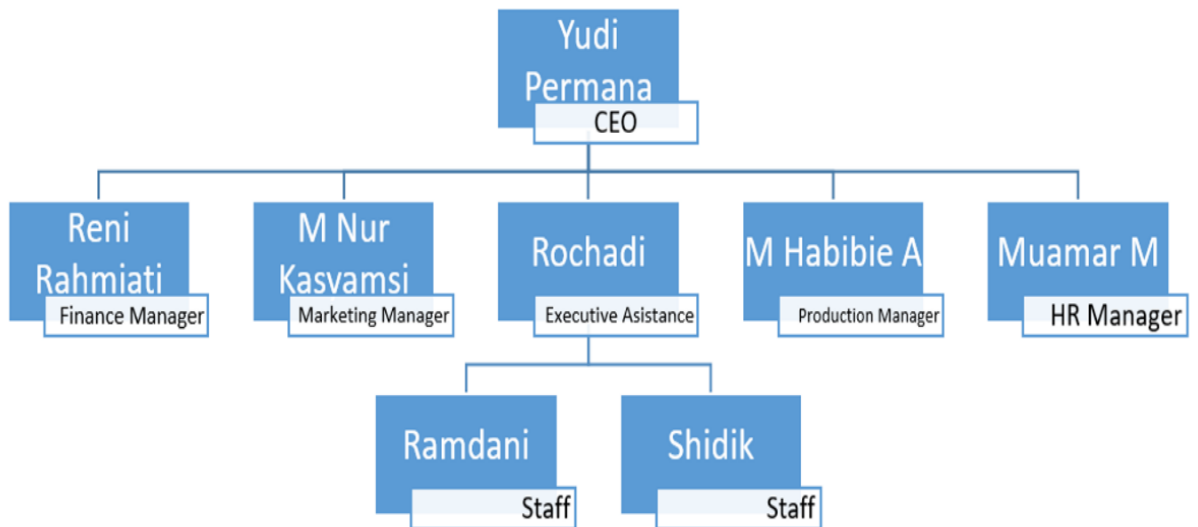 Yudi
Permana
CEO
Reni
Rahmiati
Finance Manager
M Nur
Kasvamsi
Marketing Manager
Rochadi
Executive Asistance
M Habibie A
Production Manager
Muamar M
HR Manager
Ramdani
Staff
Shidik
Staff